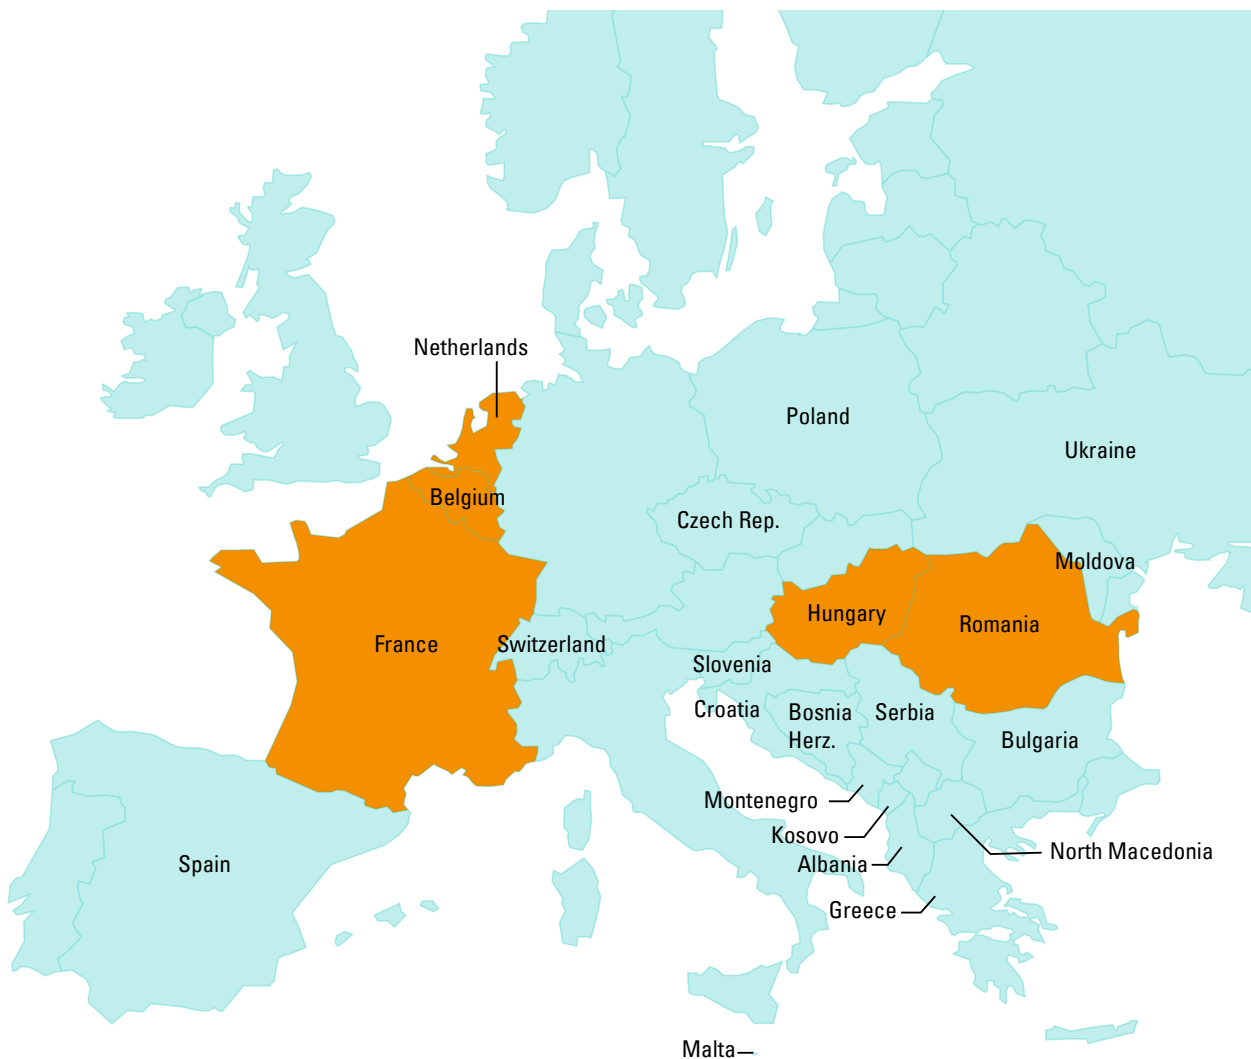 Netherlands
Poland
Ukraine
Belgium
Czech Rep.
Moldova
Hungary
Romania
France
Switzerland
Slovenia
Croatia
Bosnia
Herz.
Serbia
Bulgaria
Montenegro
Kosovo
North Macedonia
Albania
Spain
Greece
Malta